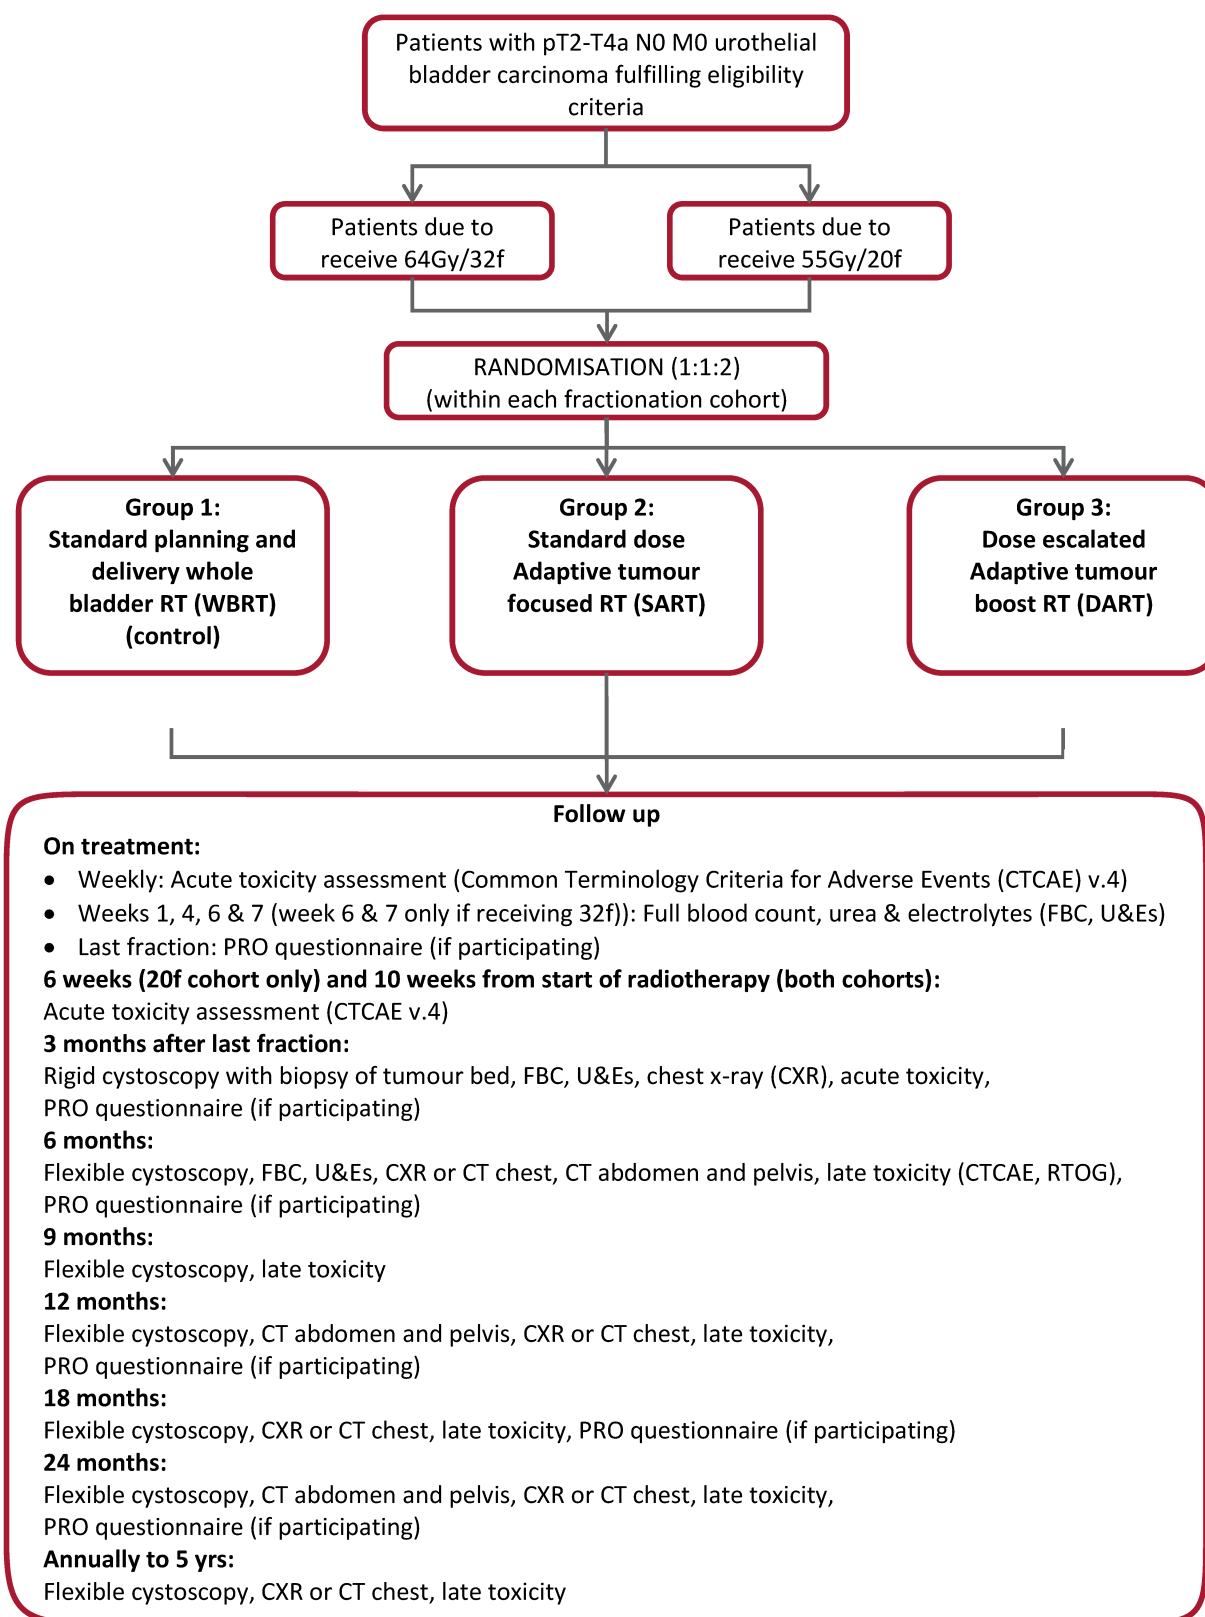 Patients with pT2-T4a N0 M0 urothelial
bladder carcinoma fulfilling eligibility
criteria
Patients due to
receive 64Gy/32f
Patients due to
receive 55Gy/20f
RANDOMISATION (1:1:2)
(within each fractionation cohort)
Group 1:
Standard planning and
delivery whole
bladder RT (WBRT)
(control)
Group 2:
Standard dose
Adaptive tumour
focused RT (SART)
Group 3:
Dose escalated
Adaptive tumour
boost RT (DART)
Follow up
On treatment:
• Weekly: Acute toxicity assessment (Common Terminology Criteria for Adverse Events (CTCAE) v.4)
• Weeks 1, 4, 6 & 7 (week 6 & 7 only if receiving 32f)): Full blood count, urea & electrolytes (FBC, U&Es)
• Last fraction: PRO questionnaire (if participating)
6 weeks (20f cohort only) and 10 weeks from start of radiotherapy (both cohorts):
Acute toxicity assessment (CTCAE v.4)
3 months after last fraction:
Rigid cystoscopy with biopsy of tumour bed, FBC, U&Es, chest x-ray (CXR), acute toxicity,
PRO questionnaire (if participating)
6 months:
Flexible cystoscopy, FBC, U&Es, CXR or CT chest, CT abdomen and pelvis, late toxicity (CTCAE, RTOG),
PRO questionnaire (if participating)
9 months:
Flexible cystoscopy, late toxicity
12 months:
Flexible cystoscopy, CT abdomen and pelvis, CXR or CT chest, late toxicity,
PRO questionnaire (if participating)
18 months:
Flexible cystoscopy, CXR or CT chest, late toxicity, PRO questionnaire (if participating)
24 months:
Flexible cystoscopy, CT abdomen and pelvis, CXR or CT chest, late toxicity,
PRO questionnaire (if participating)
Annually to 5 yrs:
Flexible cystoscopy, CXR or CT chest, late toxicity